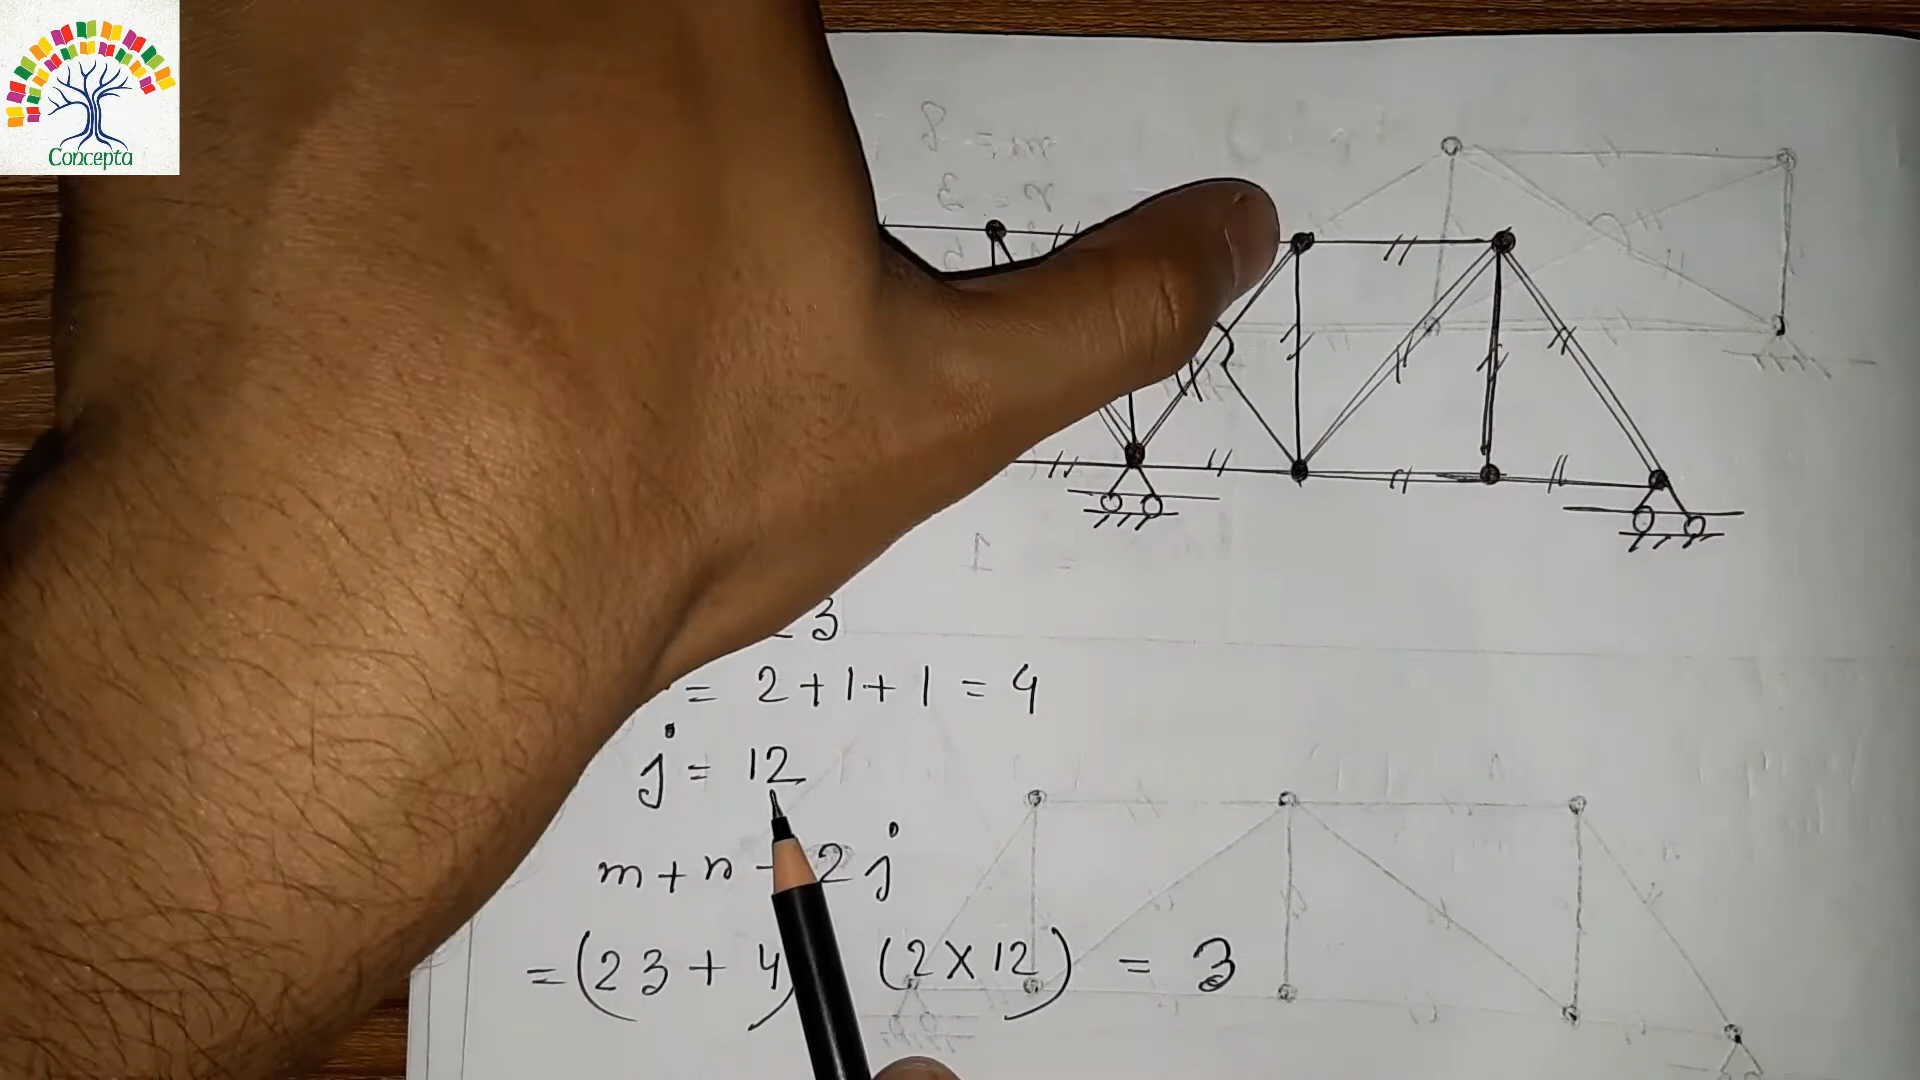 Concepta
3
= 2 + 1 + 1 = 4
j = 12
m + n - 2j
= (23 + 4) (2 X 12) = 3